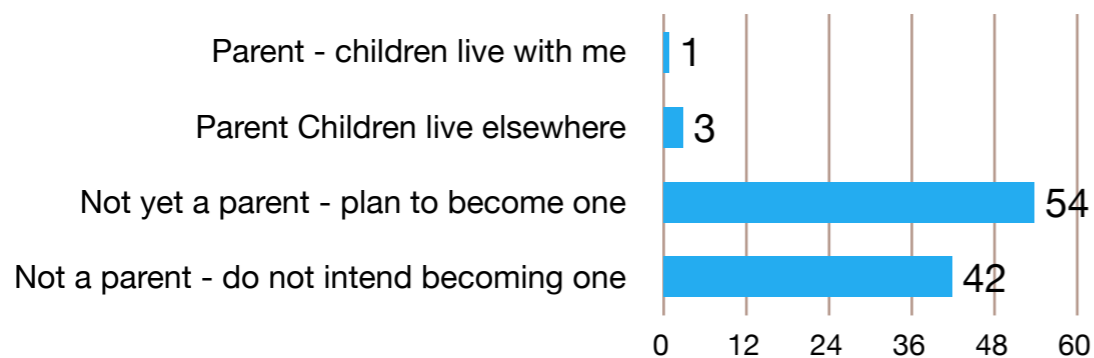 Parent - children live with me 1
Parent Children live elsewhere 3
Not yet a parent - plan to become one 54
Not a parent - do not intend becoming one 42
0 12 24 36 48 60